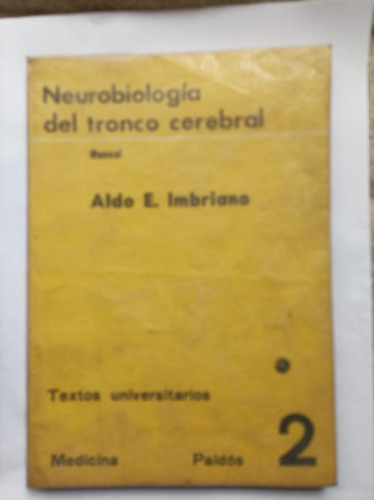 Neurobiología
del tronco cerebral
Aldo E. Imbriano
Textos universitarios
Medicina Paidós 2